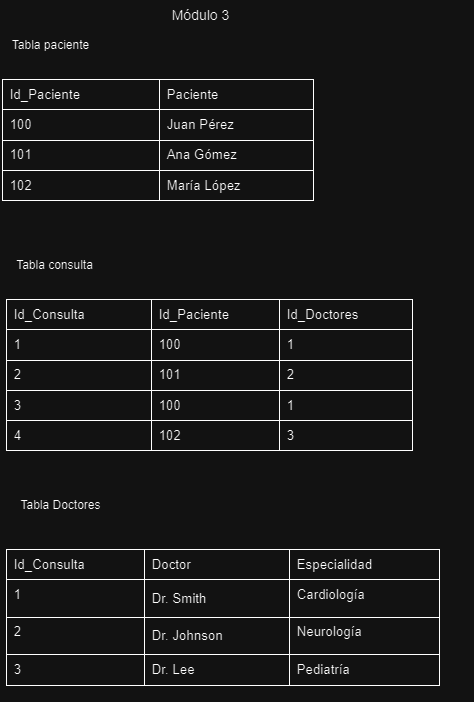 Módulo 3
Tabla paciente
Id_Paciente Paciente
100 Juan Pérez
101 Ana Gómez
102 María López
Tabla consulta
Id_Consulta Id_Paciente Id_Doctores
1 100 1
2 101 2
3 100 1
4 102 3
Tabla Doctores
Id_Consulta Doctor Especialidad
1 Dr. Smith Cardiología
2 Dr. Johnson Neurología
3 Dr. Lee Pediatría